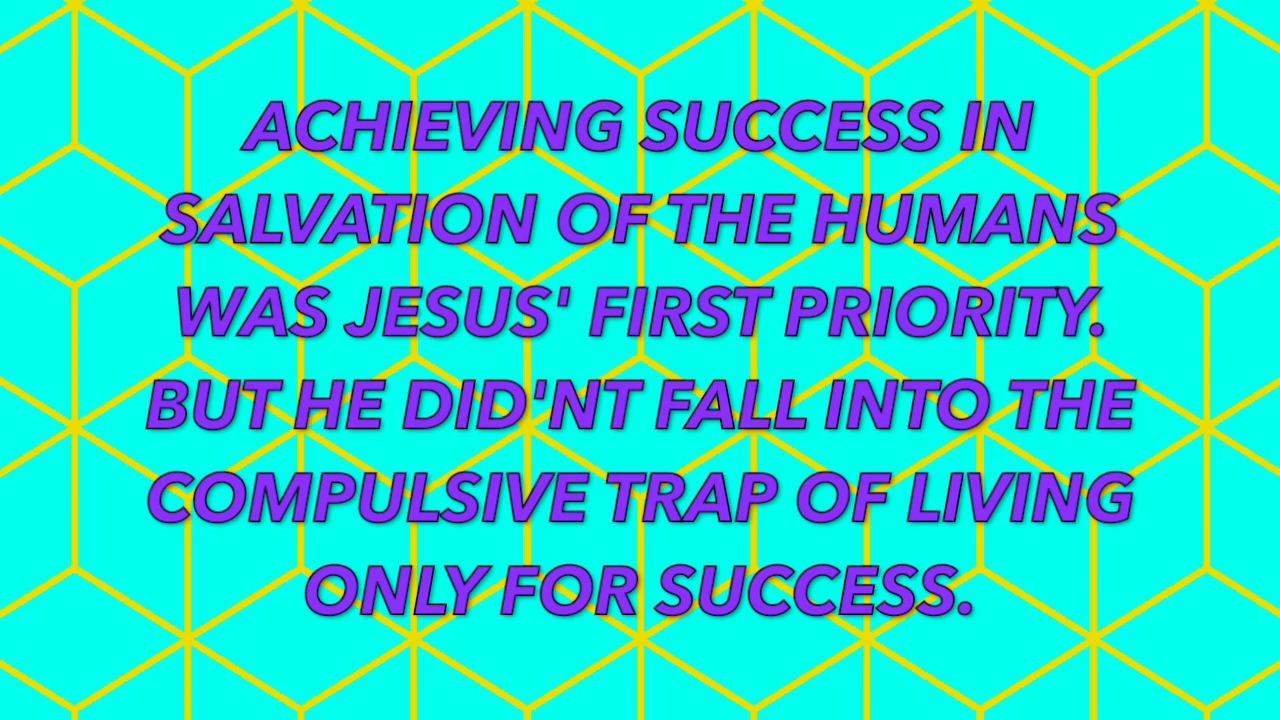 ACHIEVING SUCCESS IN
SALVATION OF THE HUMANS
WAS JESUS' FIRST PRIORITY.
BUT HE DID'NT FALL INTO THE
COMPULSIVE TRAP OF LIVING
ONLY FOR SUCCESS.